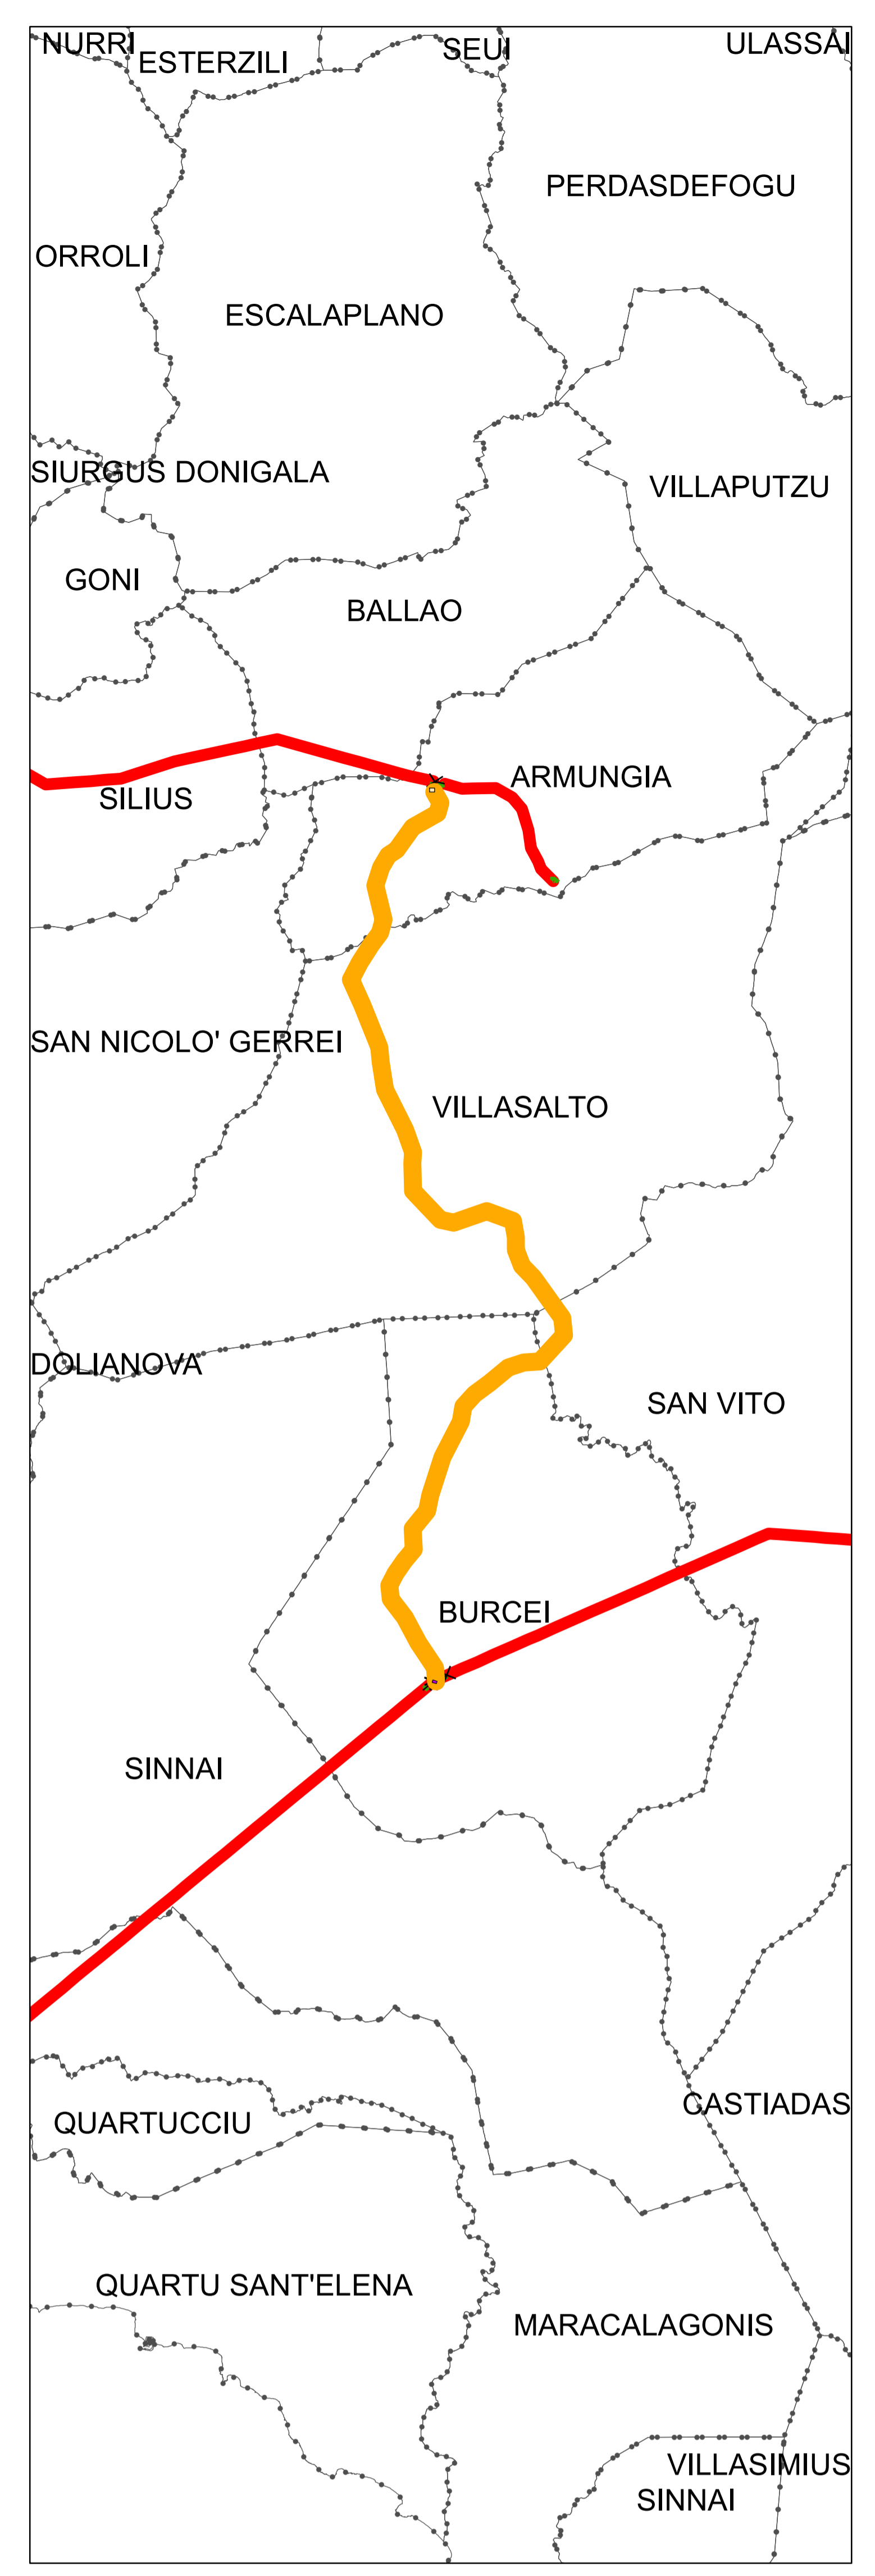 NURRI
ESTERZILI
SEUI
ULASSAI
PERDASDEFOGU
ORROLI
ESCALAPLANO
SIURGUS DONIGALA
VILLAPUTZU
GONI
BALLAO
ARMUNGIA
SILIUS
SAN NICOLO' GERREI
VILLASALTO
DOLIANOVA
SAN VITO
BURCEI
SINNAI
CASTIADAS
QUARTUCCIU
QUARTU SANT'ELENA
MARACALAGONIS
VILLASIMIUS
SINNAI